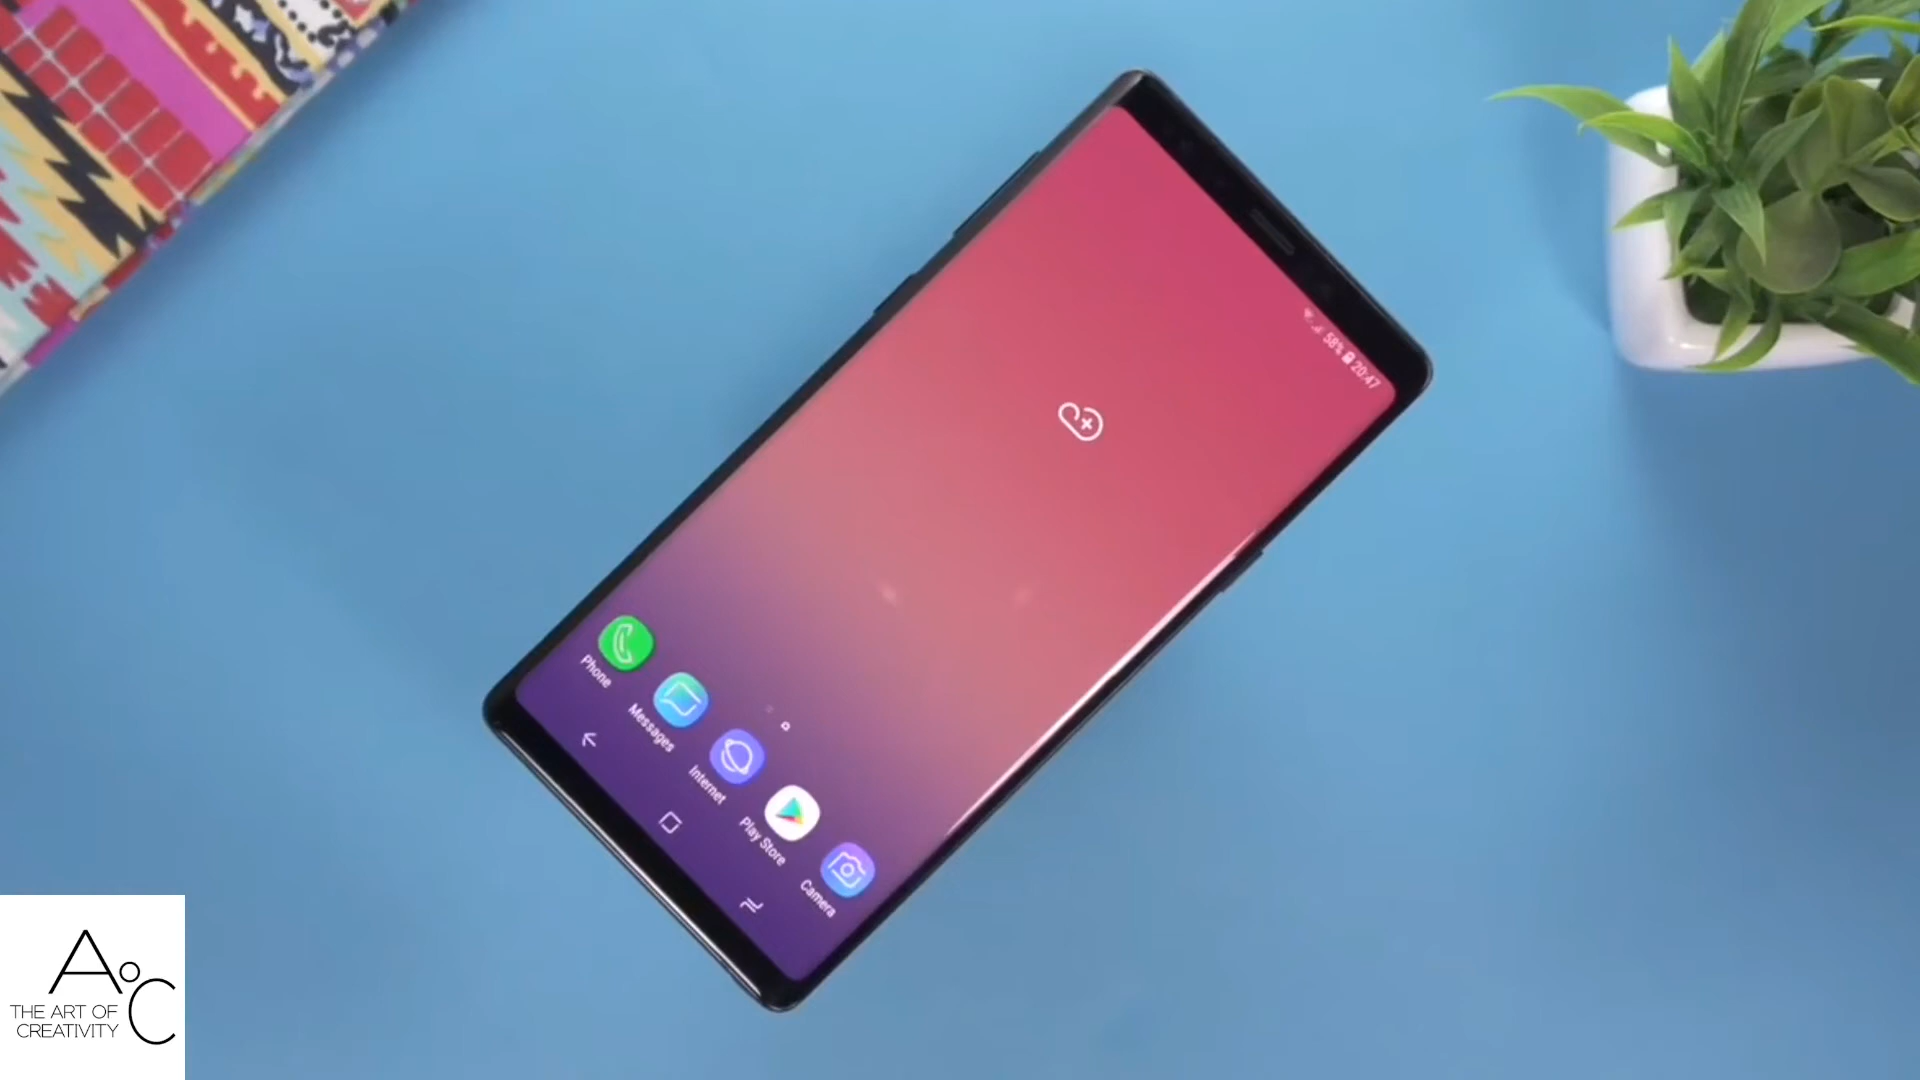 58% 20:47
Phone
Messages
Internet
Play Store
Camera
A°C
THE ART OF
CREATIVITY